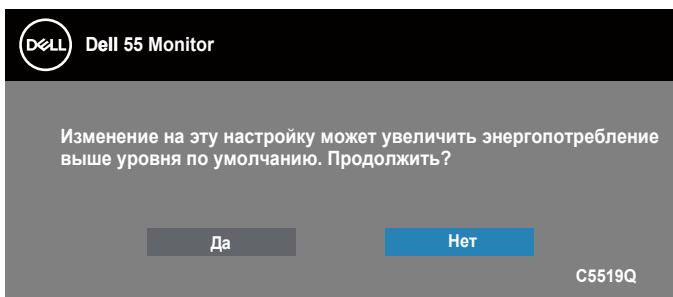 DELL Dell 55 Monitor
Изменение на эту настройку может увеличить энергопотребление
выше уровня по умолчанию. Продолжить?
Да Нет
C5519Q